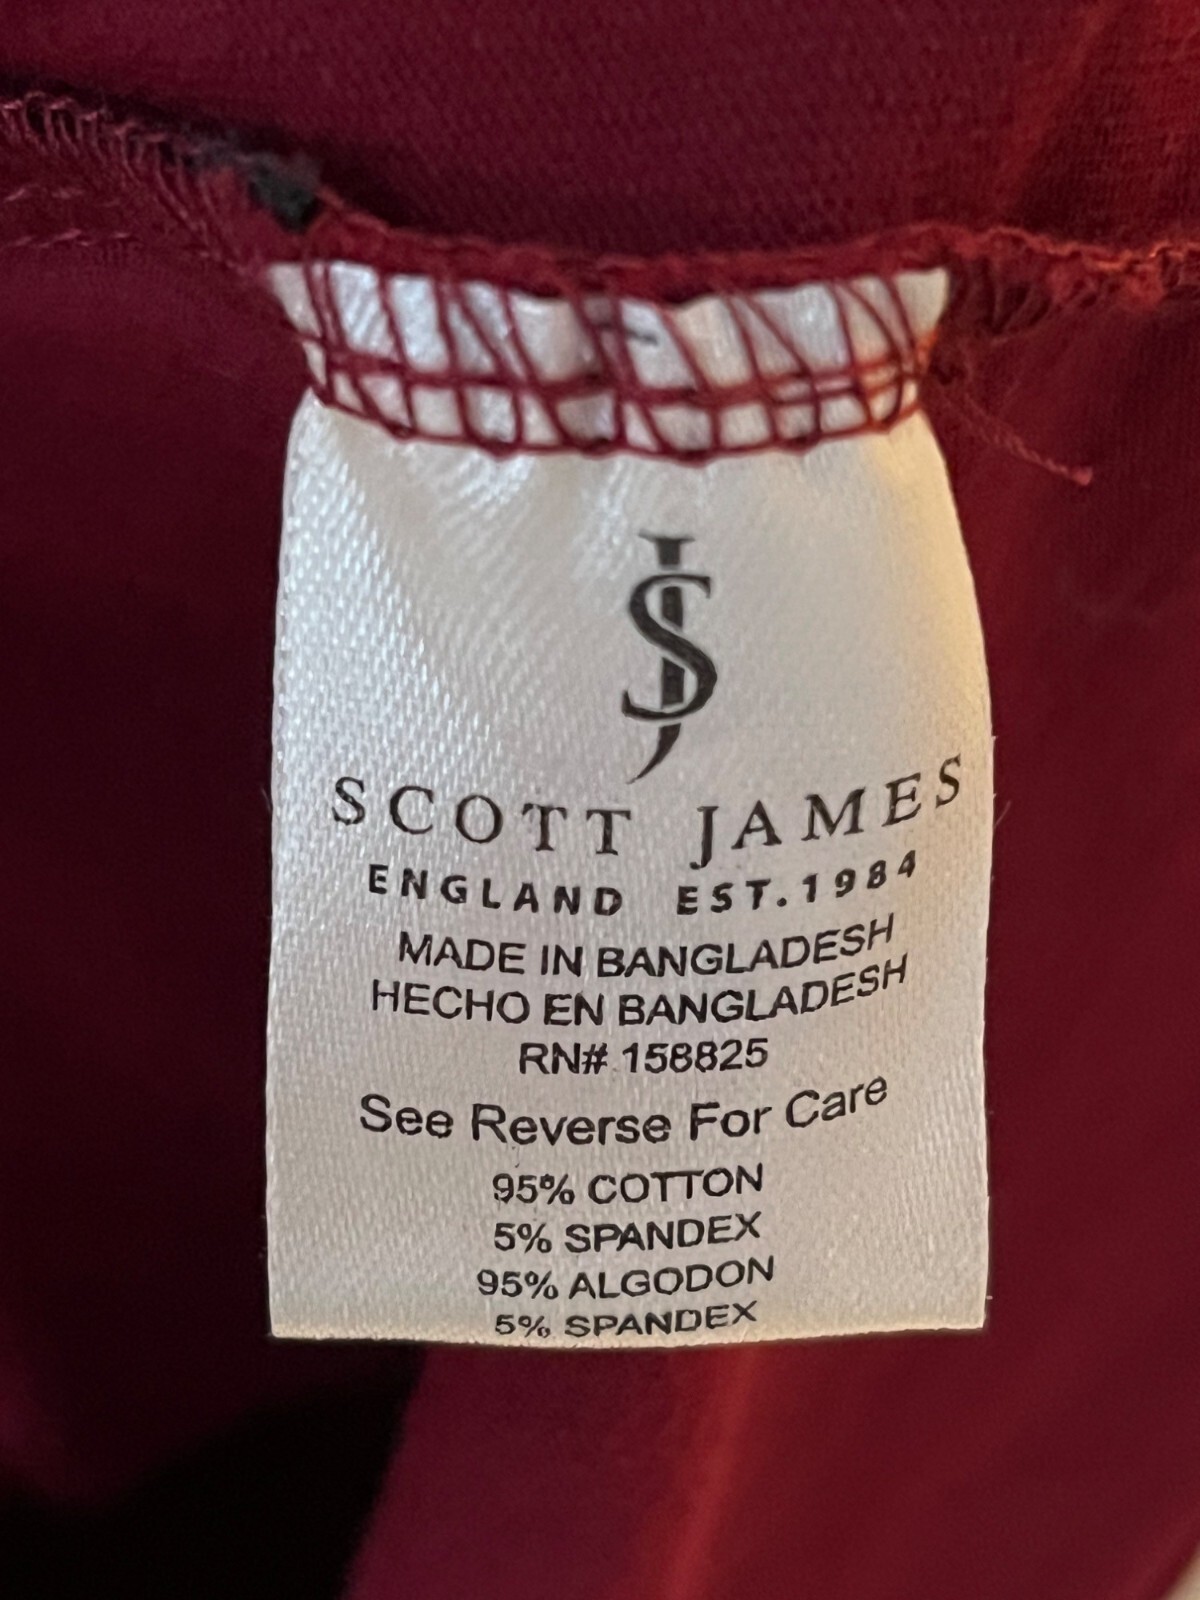 SJ
SCOTT JAMES
ENGLAND EST.1984
MADE IN BANGLADESH
HECHO EN BANGLADESH
RN# 158825
See Reverse For Care
95% COTTON
5% SPANDEX
95% ALGODON
5% SPANDEX